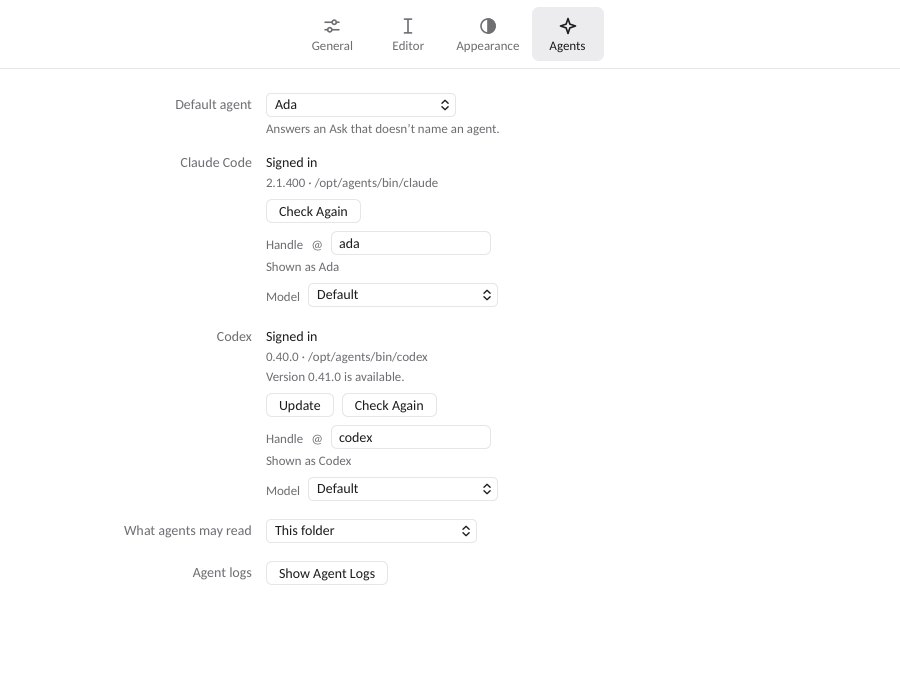 General
Editor
Appearance
Agents
Default agent
Ada
Answers an Ask that doesn’t name an agent.
Claude Code
Signed in
2.1.400 · /opt/agents/bin/claude
Check Again
Handle @ ada
Shown as Ada
Model Default
Codex
Signed in
0.40.0 · /opt/agents/bin/codex
Version 0.41.0 is available.
Update
Check Again
Handle @ codex
Shown as Codex
Model Default
What agents may read
This folder
Agent logs
Show Agent Logs